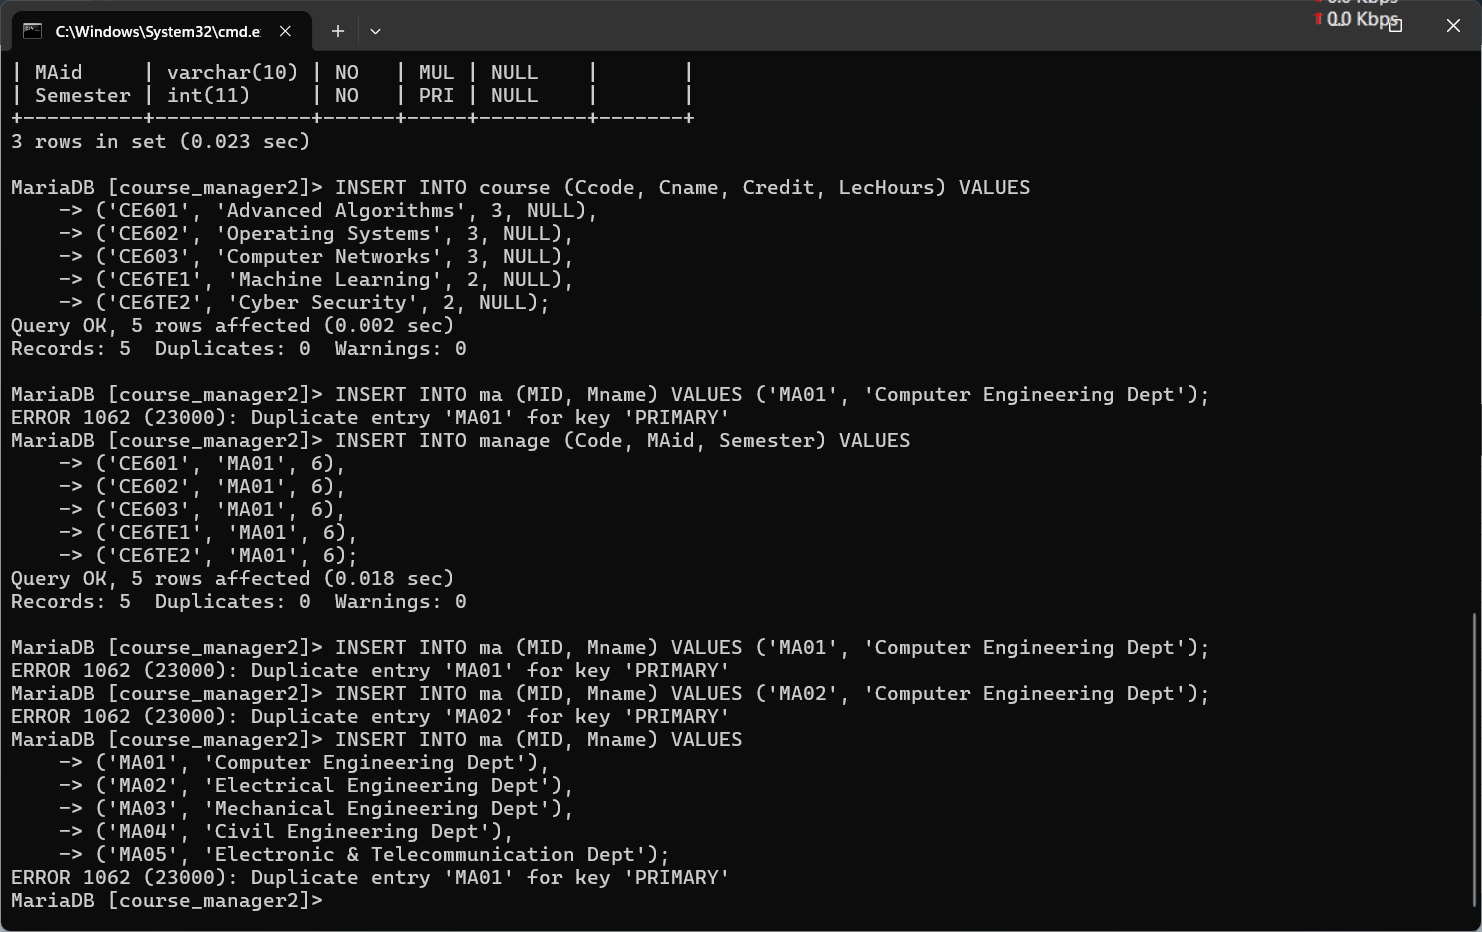 0.0 Kbps
C:\Windows\System32\cmd.e
0.0 Kbps
| MAid     | varchar(10) | NO   | MUL | NULL    |       |
| Semester | int(11)     | NO   | PRI | NULL    |       |
+----------+-------------+------+-----+---------+-------+
3 rows in set (0.023 sec)
MariaDB [course_manager2]> INSERT INTO course (Ccode, Cname, Credit, LecHours) VALUES
    -> ('CE601', 'Advanced Algorithms', 3, NULL),
    -> ('CE602', 'Operating Systems', 3, NULL),
    -> ('CE603', 'Computer Networks', 3, NULL),
    -> ('CE6TE1', 'Machine Learning', 2, NULL),
    -> ('CE6TE2', 'Cyber Security', 2, NULL);
Query OK, 5 rows affected (0.002 sec)
Records: 5  Duplicates: 0  Warnings: 0
MariaDB [course_manager2]> INSERT INTO ma (MID, Mname) VALUES ('MA01', 'Computer Engineering Dept');
ERROR 1062 (23000): Duplicate entry 'MA01' for key 'PRIMARY'
MariaDB [course_manager2]> INSERT INTO manage (Code, MAid, Semester) VALUES
    -> ('CE601', 'MA01', 6),
    -> ('CE602', 'MA01', 6),
    -> ('CE603', 'MA01', 6),
    -> ('CE6TE1', 'MA01', 6),
    -> ('CE6TE2', 'MA01', 6);
Query OK, 5 rows affected (0.018 sec)
Records: 5  Duplicates: 0  Warnings: 0
MariaDB [course_manager2]> INSERT INTO ma (MID, Mname) VALUES ('MA01', 'Computer Engineering Dept');
ERROR 1062 (23000): Duplicate entry 'MA01' for key 'PRIMARY'
MariaDB [course_manager2]> INSERT INTO ma (MID, Mname) VALUES ('MA02', 'Computer Engineering Dept');
ERROR 1062 (23000): Duplicate entry 'MA02' for key 'PRIMARY'
MariaDB [course_manager2]> INSERT INTO ma (MID, Mname) VALUES
    -> ('MA01', 'Computer Engineering Dept'),
    -> ('MA02', 'Electrical Engineering Dept'),
    -> ('MA03', 'Mechanical Engineering Dept'),
    -> ('MA04', 'Civil Engineering Dept'),
    -> ('MA05', 'Electronic & Telecommunication Dept');
ERROR 1062 (23000): Duplicate entry 'MA01' for key 'PRIMARY'
MariaDB [course_manager2]>